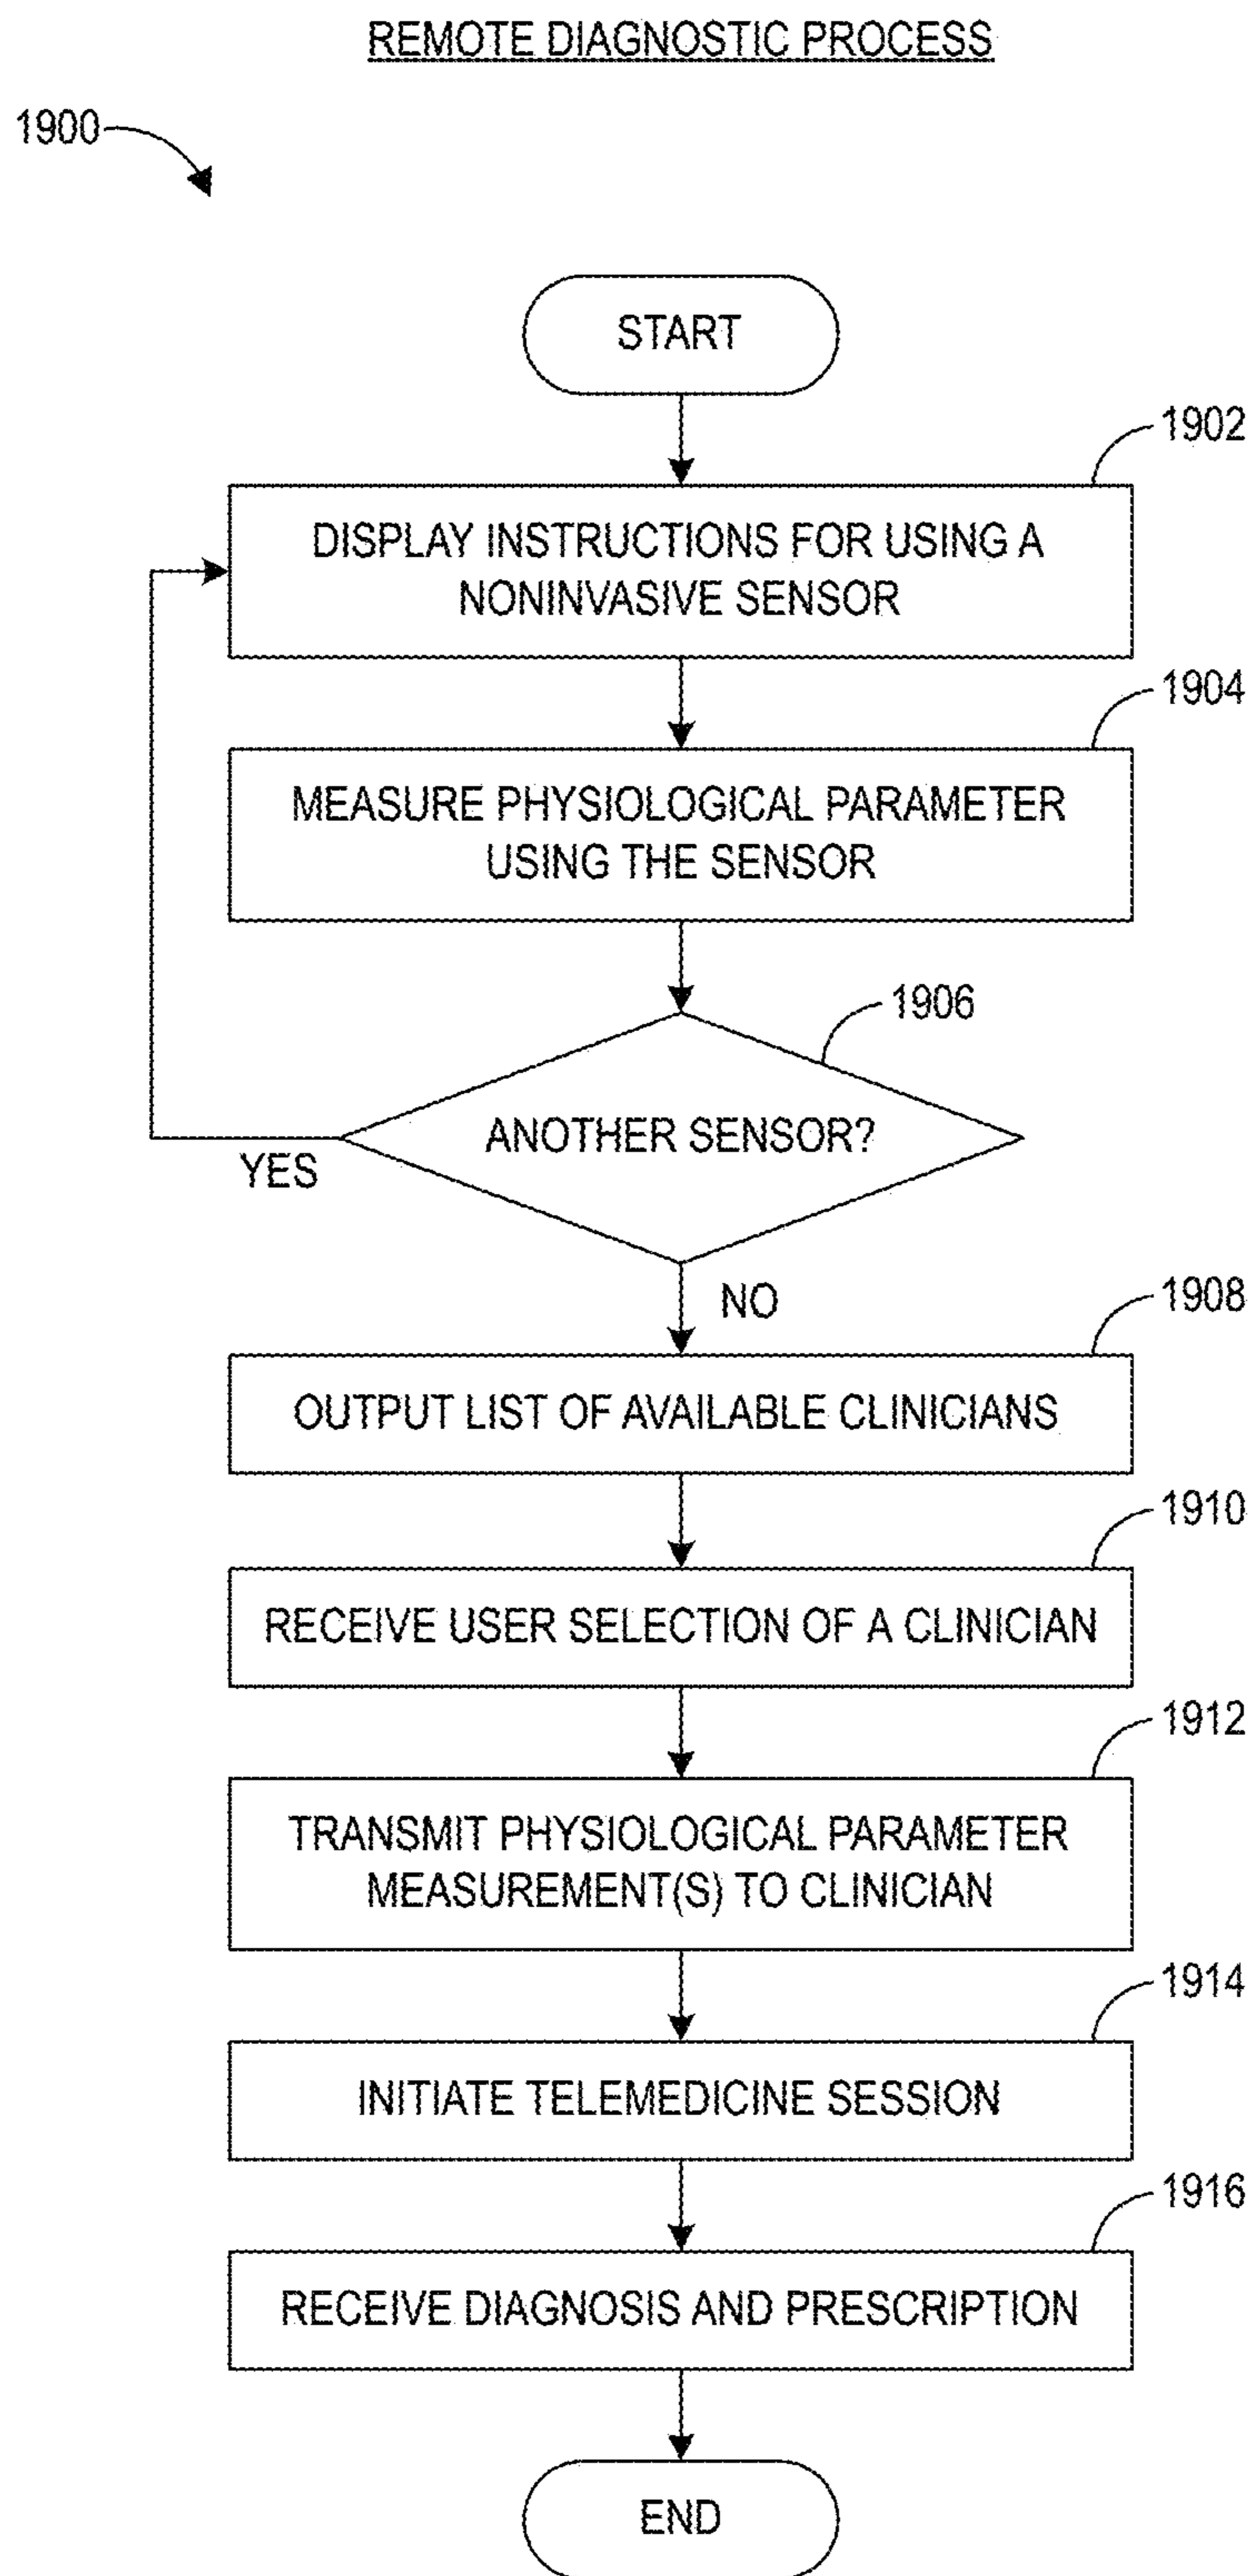 REMOTE DIAGNOSTIC PROCESS
1900
START
1902
DISPLAY INSTRUCTIONS FOR USING A
NONINVASIVE SENSOR
1904
MEASURE PHYSIOLOGICAL PARAMETER
USING THE SENSOR
1906
ANOTHER SENSOR?
YES
NO
1908
OUTPUT LIST OF AVAILABLE CLINICIANS
1910
RECEIVE USER SELECTION OF A CLINICIAN
1912
TRANSMIT PHYSIOLOGICAL PARAMETER
MEASUREMENT(S) TO CLINICIAN
1914
INITIATE TELEMEDICINE SESSION
1916
RECEIVE DIAGNOSIS AND PRESCRIPTION
END